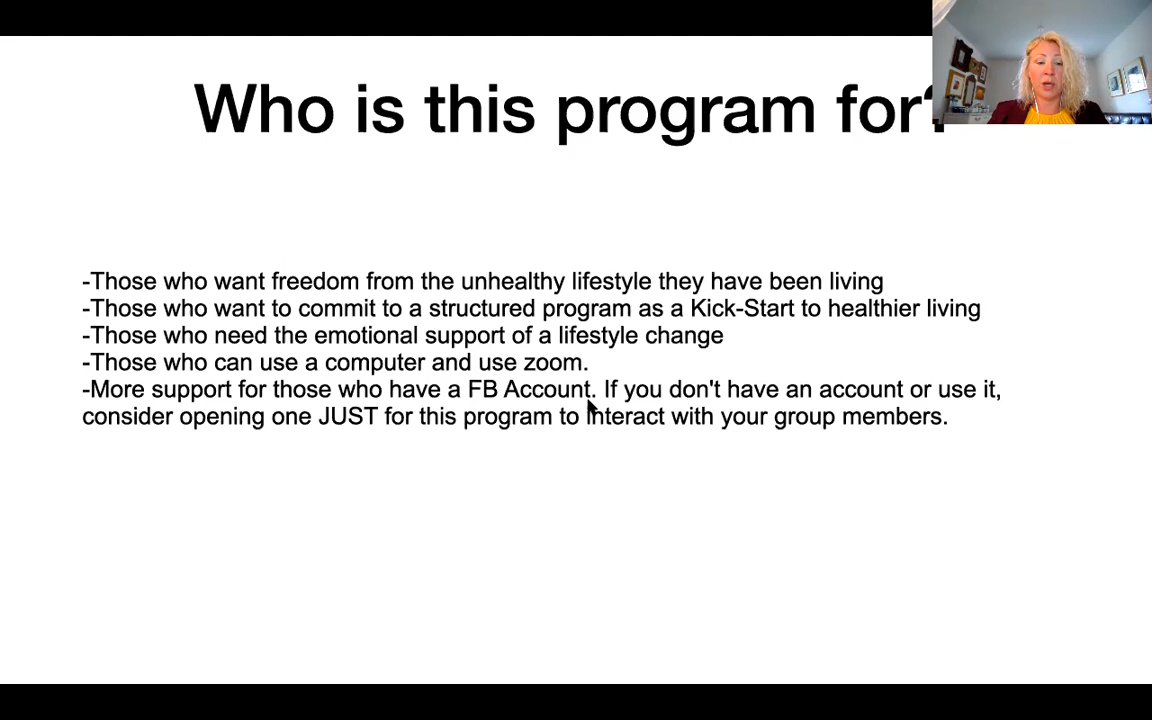 Who is this program for?
-Those who want freedom from the unhealthy lifestyle they have been living
-Those who want to commit to a structured program as a Kick-Start to healthier living
-Those who need the emotional support of a lifestyle change
-Those who can use a computer and use zoom.
-More support for those who have a FB Account. If you don't have an account or use it,
consider opening one JUST for this program to interact with your group members.